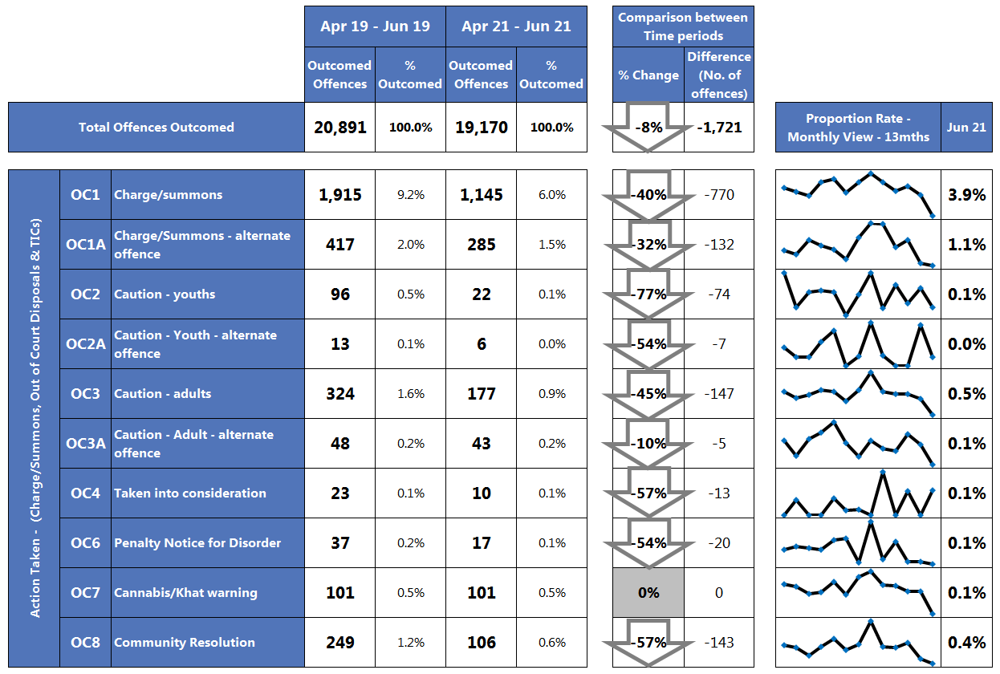 Apr 19 - Jun 19 Apr 21 - Jun 21 Comparison between
Time periods
Outcomed
Offences
%
Outcomed
Outcomed
Offences
%
Outcomed
% Change
Difference
(No. of
offences)
Total Offences Outcomed 20,891 100.0% 19,170 100.0% -8% -1,721
Proportion Rate -
Monthly View - 13mths
Jun 21
Action Taken - (Charge/Summons, Out of Court Disposals & TICs)
OC1 Charge/summons 1,915 9.2% 1,145 6.0% -40% -770 3.9%
OC1A Charge/Summons - alternate
offence
417 2.0% 285 1.5% -32% -132 1.1%
OC2 Caution - youths 96 0.5% 22 0.1% -77% -74 0.1%
OC2A Caution - Youth - alternate
offence
13 0.1% 6 0.0% -54% -7 0.0%
OC3 Caution - adults 324 1.6% 177 0.9% -45% -147 0.5%
OC3A Caution - Adult - alternate
offence
48 0.2% 43 0.2% -10% -5 0.1%
OC4 Taken into consideration 23 0.1% 10 0.1% -57% -13 0.1%
OC6 Penalty Notice for Disorder 37 0.2% 17 0.1% -54% -20 0.1%
OC7 Cannabis/Khat warning 101 0.5% 101 0.5% 0% 0 0.1%
OC8 Community Resolution 249 1.2% 106 0.6% -57% -143 0.4%